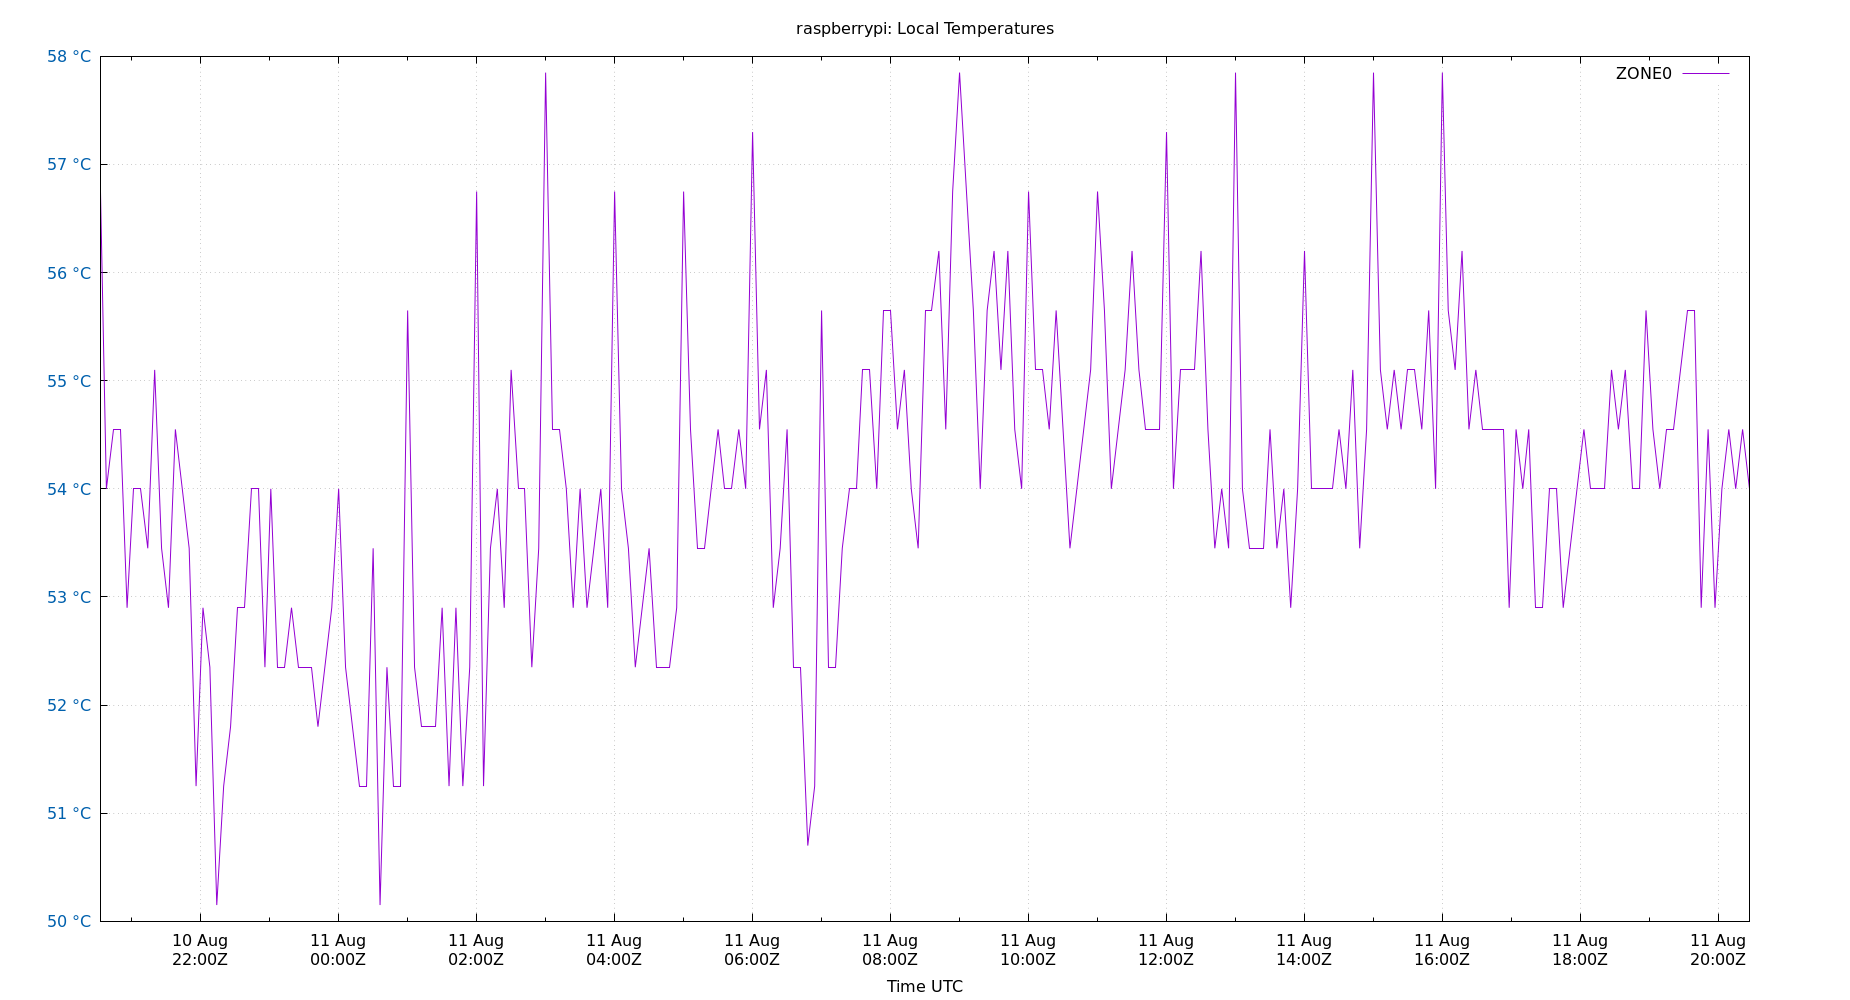 raspberrypi: Local Temperatures
58 °C
ZONE0
57 °C
56 °C
55 °C
54 °C
53 °C
52 °C
51 °C
50 °C
10 Aug 11 Aug 11 Aug 11 Aug 11 Aug 11 Aug 11 Aug 11 Aug 11 Aug 11 Aug 11 Aug 11 Aug
22:00Z 00:00Z 02:00Z 04:00Z 06:00Z 08:00Z 10:00Z 12:00Z 14:00Z 16:00Z 18:00Z 20:00Z
Time UTC